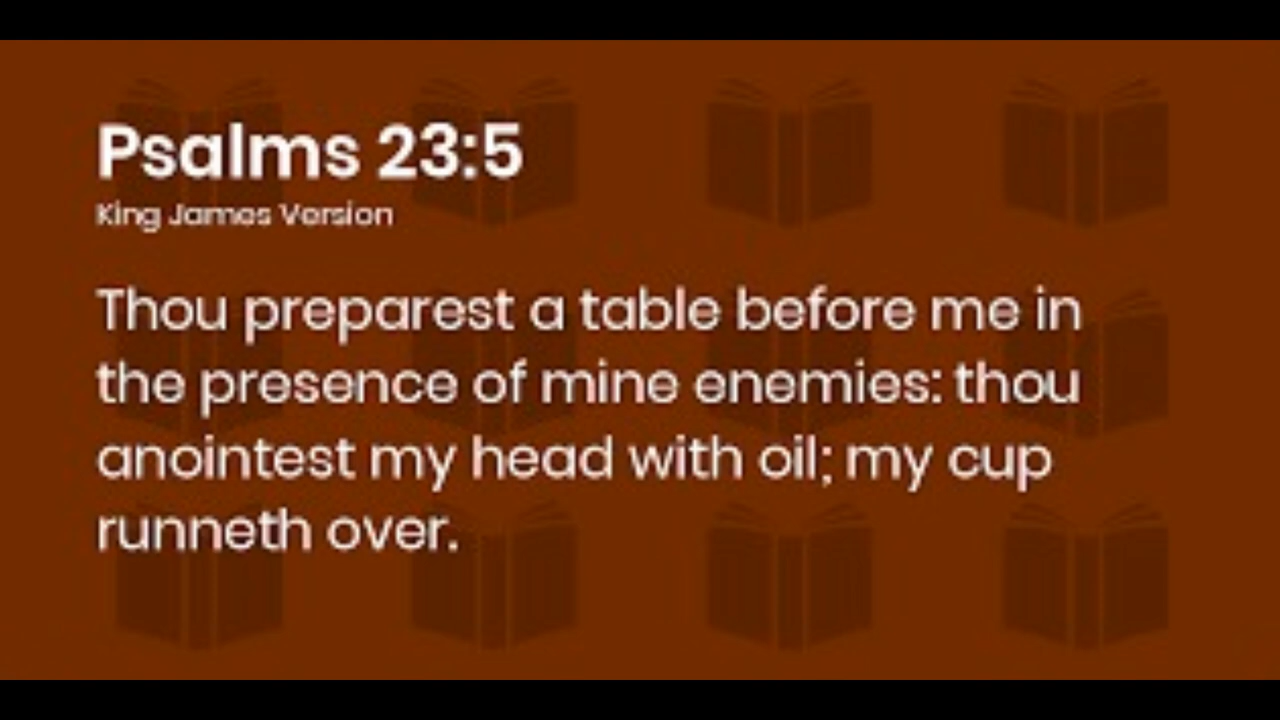 Psalms 23:5
King James Version
Thou preparest a table before me in
the presence of mine enemies: thou
anointest my head with oil; my cup
runneth over.